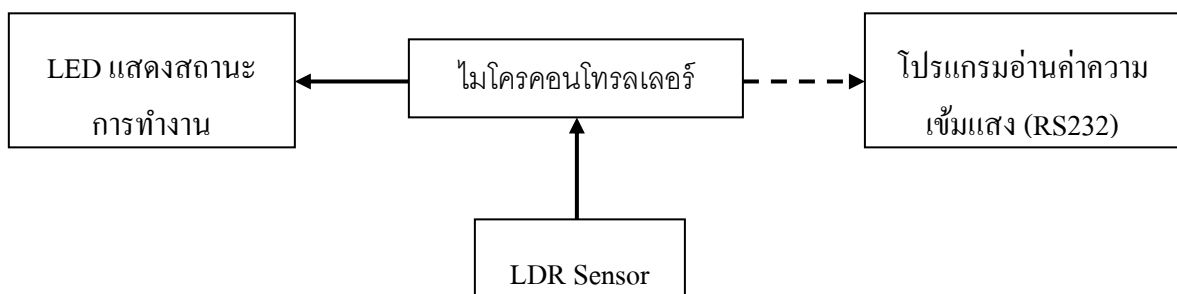 LED แสดงสถานะ
การทำงาน
ไมโครคอนโทรลเลอร์
โปรแกรมอ่านค่าความ
เข้มแสง (RS232)
LDR Sensor